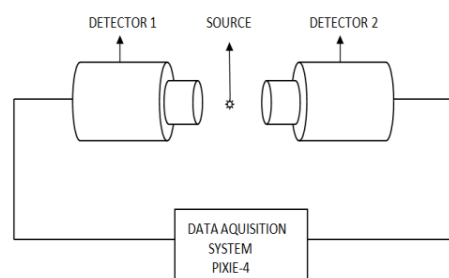 DETECTOR 1
SOURCE
DETECTOR 2
DATA AQUISITION
SYSTEM
PIXIE-4